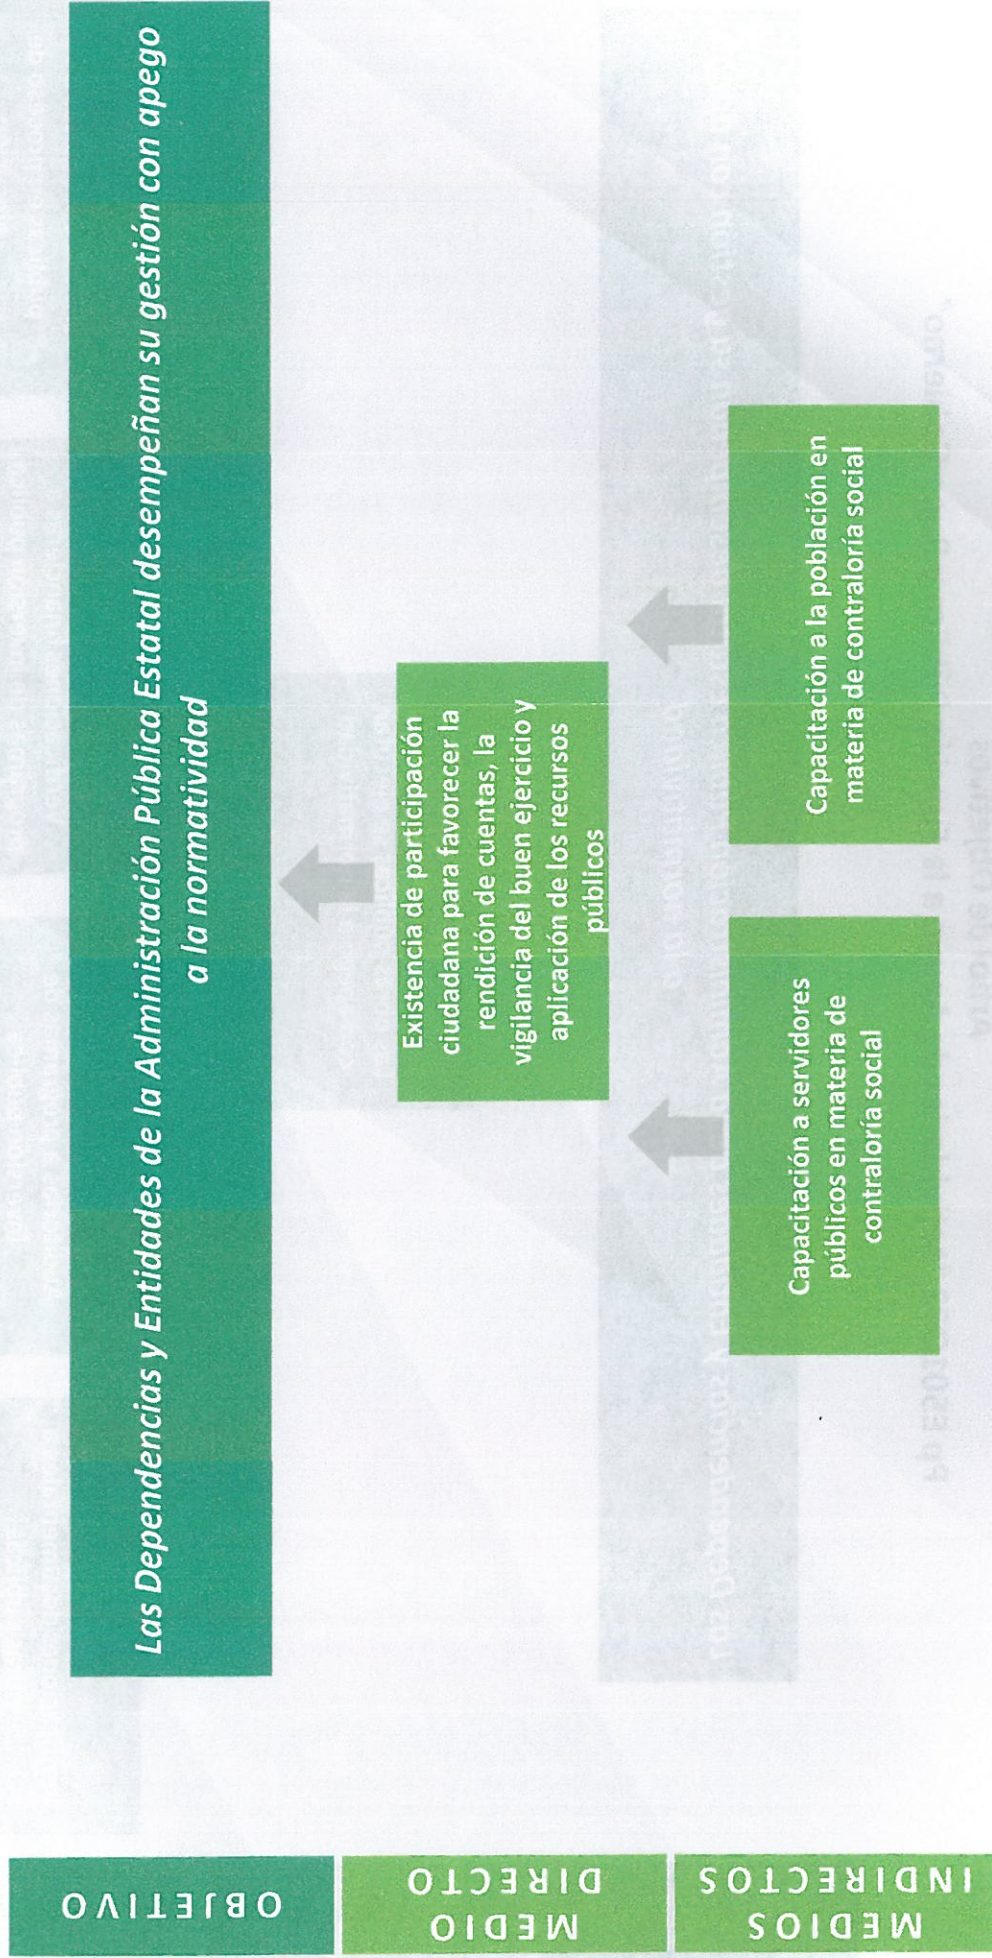 OBJETIVO
Las Dependencias y Entidades de la Administración Pública Estatal desempeñan su gestión con apego
a la normatividad
MEDIO
DIRECTO
Existencia de participación
ciudadana para favorecer la
rendición de cuentas, la
vigilancia del buen ejercicio y
aplicación de los recursos
públicos
MEDIOS
INDIRECTOS
Capacitación a servidores
públicos en materia de
contraloría social
Capacitación a la población en
materia de contraloría social